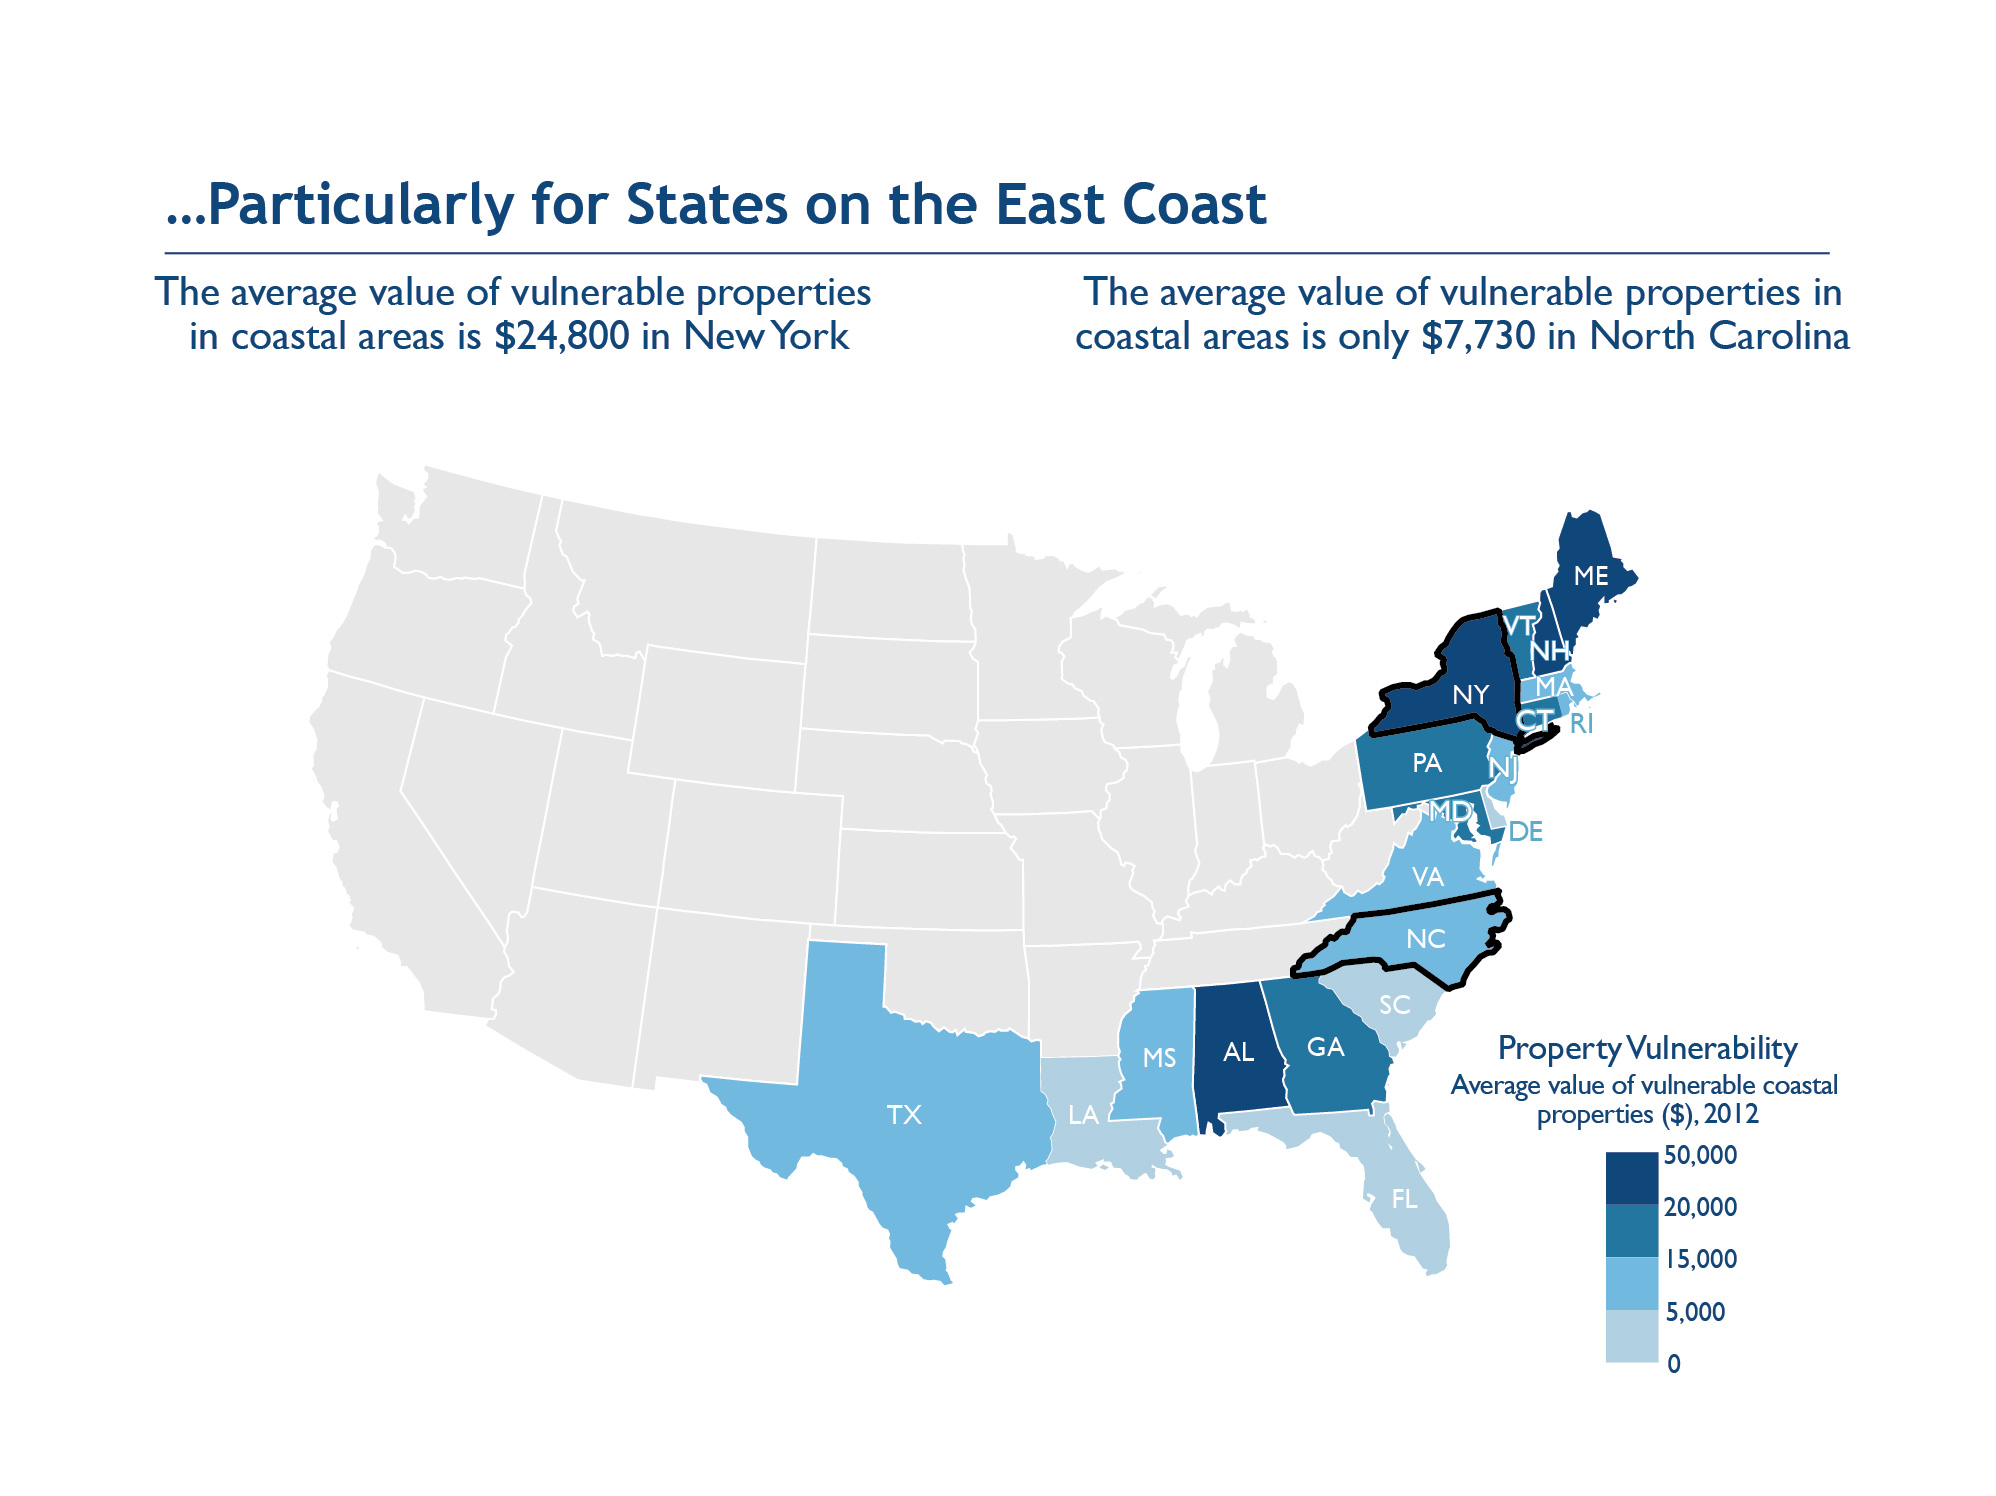 ...Particularly for States on the East Coast
The average value of vulnerable properties
in coastal areas is $24,800 in New York
The average value of vulnerable properties in
coastal areas is only $7,730 in North Carolina
ME
VT
NH
NY
MA
CT
RI
PA
NJ
MD
DE
VA
NC
SC
MS
AL
GA
TX
LA
FL
Property Vulnerability
Average value of vulnerable coastal
properties ($), 2012
50,000
20,000
15,000
5,000
0